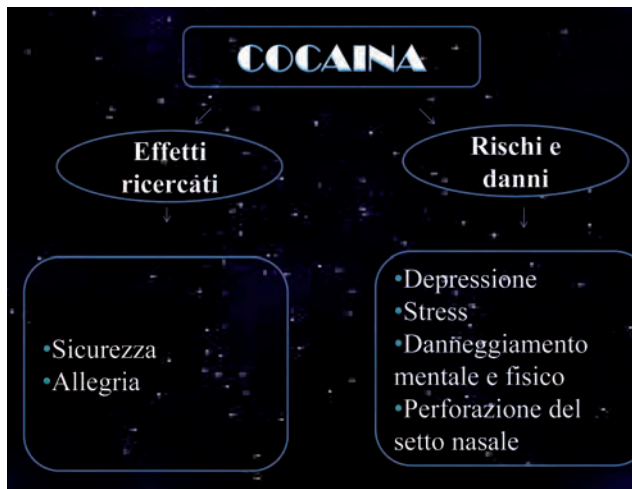 COCAINA
Effetti
ricercati
Rischi e
danni
•Sicurezza
•Allegria
•Depressione
•Stress
•Danneggiamento
mentale e fisico
•Perforazione del
setto nasale